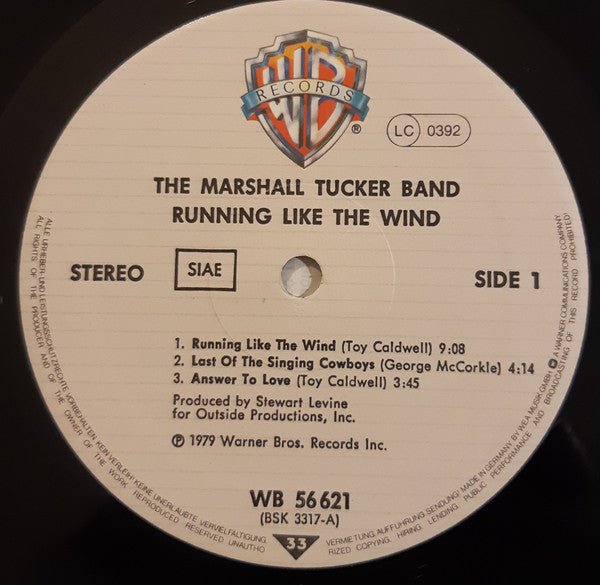 WB
RECORDS
®
LC 0392
THE MARSHALL TUCKER BAND
RUNNING LIKE THE WIND
STEREO
SIAE
SIDE 1
1. Running Like The Wind (Toy Caldwell) 9:08
2. Last Of The Singing Cowboys (George McCorkle) 4:14
3. Answer To Love (Toy Caldwell) 3:45
Produced by Stewart Levine
for Outside Productions, Inc.
℗ 1979 Warner Bros. Records Inc.
WB 56 621
(BSK 3317-A)
33
ALLE URHEBER- UND LEISTUNGSSCHUTZRECHTE VORBEHALTEN. KEIN VERLEIH! KEINE UNERLAUBTE VERVIELFÄLTIGUNG, VERMIETUNG, AUFFÜHRUNG, SENDUNG! MADE IN GERMANY BY WEA MUSIK GMBH A WARNER COMMUNICATIONS COMPANY
ALL RIGHTS OF THE PRODUCER AND OF THE OWNER OF THE WORK REPRODUCED RESERVED. UNAUTHORIZED COPYING, HIRING, LENDING, PUBLIC PERFORMANCE AND BROADCASTING OF THIS RECORD PROHIBITED!